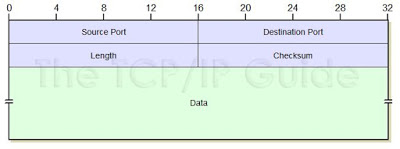 0 4 8 12 16 20 24 28 32
Source Port Destination Port
Length Checksum
The TCP/IP Guide
Data